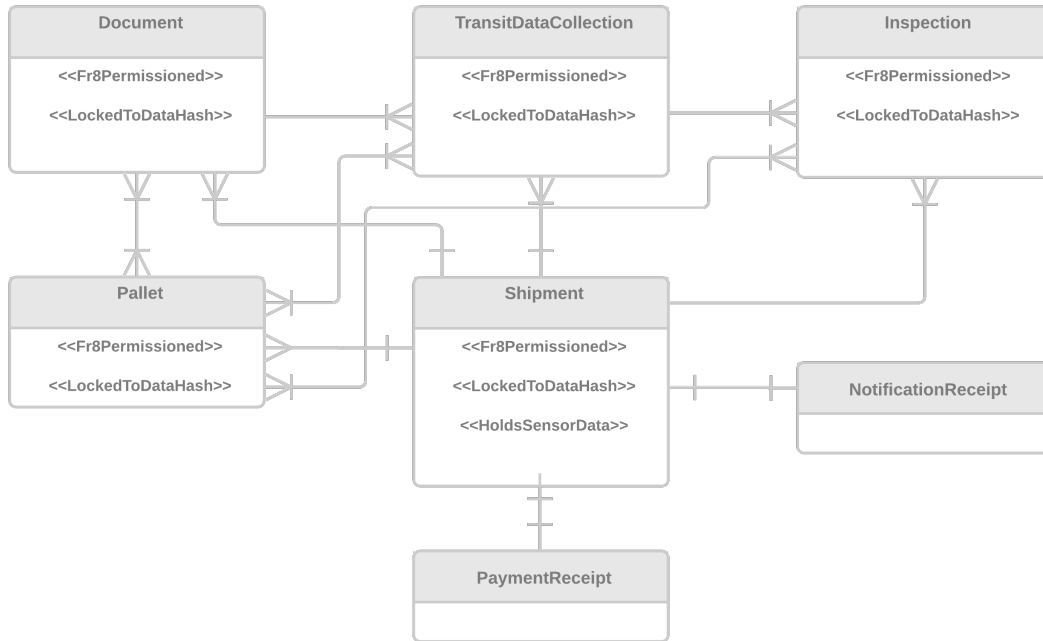 Document
<<Fr8Permissioned>>
<<LockedToDataHash>>
TransitDataCollection
<<Fr8Permissioned>>
<<LockedToDataHash>>
Inspection
<<Fr8Permissioned>>
<<LockedToDataHash>>
Pallet
<<Fr8Permissioned>>
<<LockedToDataHash>>
Shipment
<<Fr8Permissioned>>
<<LockedToDataHash>>
<<HoldsSensorData>>
NotificationReceipt
PaymentReceipt